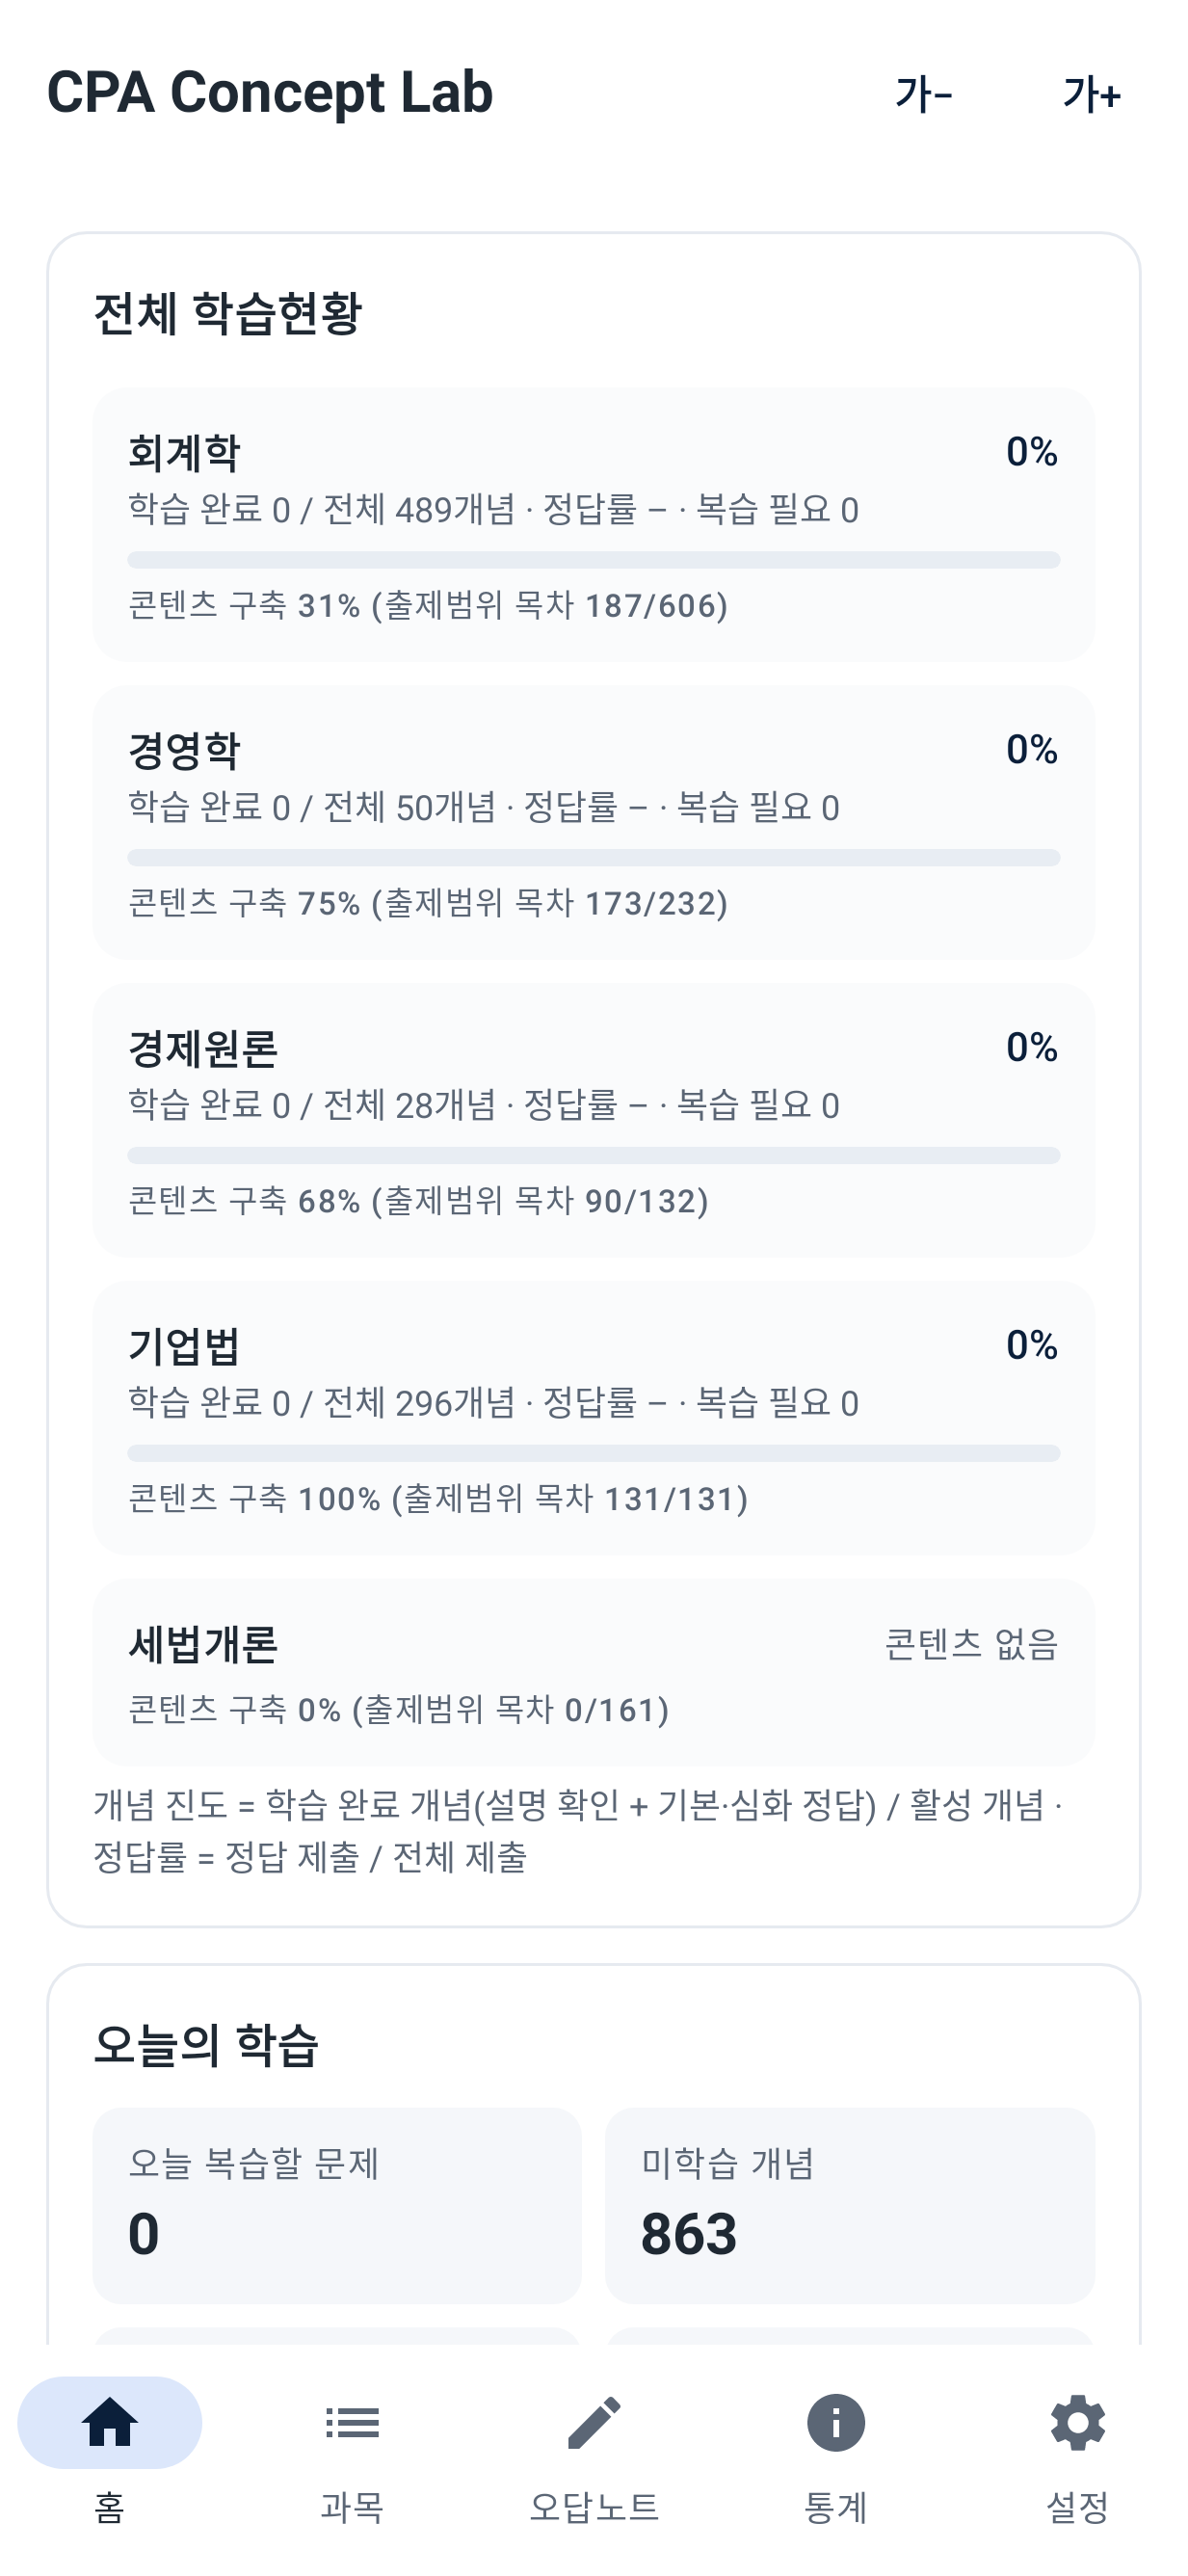 CPA Concept Lab
가−
가+
전체 학습현황
회계학
0%
학습 완료 0 / 전체 489개념 · 정답률 – · 복습 필요 0
콘텐츠 구축 31% (출제범위 목차 187/606)
경영학
0%
학습 완료 0 / 전체 50개념 · 정답률 – · 복습 필요 0
콘텐츠 구축 75% (출제범위 목차 173/232)
경제원론
0%
학습 완료 0 / 전체 28개념 · 정답률 – · 복습 필요 0
콘텐츠 구축 68% (출제범위 목차 90/132)
기업법
0%
학습 완료 0 / 전체 296개념 · 정답률 – · 복습 필요 0
콘텐츠 구축 100% (출제범위 목차 131/131)
세법개론
콘텐츠 없음
콘텐츠 구축 0% (출제범위 목차 0/161)
개념 진도 = 학습 완료 개념(설명 확인 + 기본·심화 정답) / 활성 개념 ·
정답률 = 정답 제출 / 전체 제출
오늘의 학습
오늘 복습할 문제
미학습 개념
0
863
홈
과목
오답노트
통계
설정